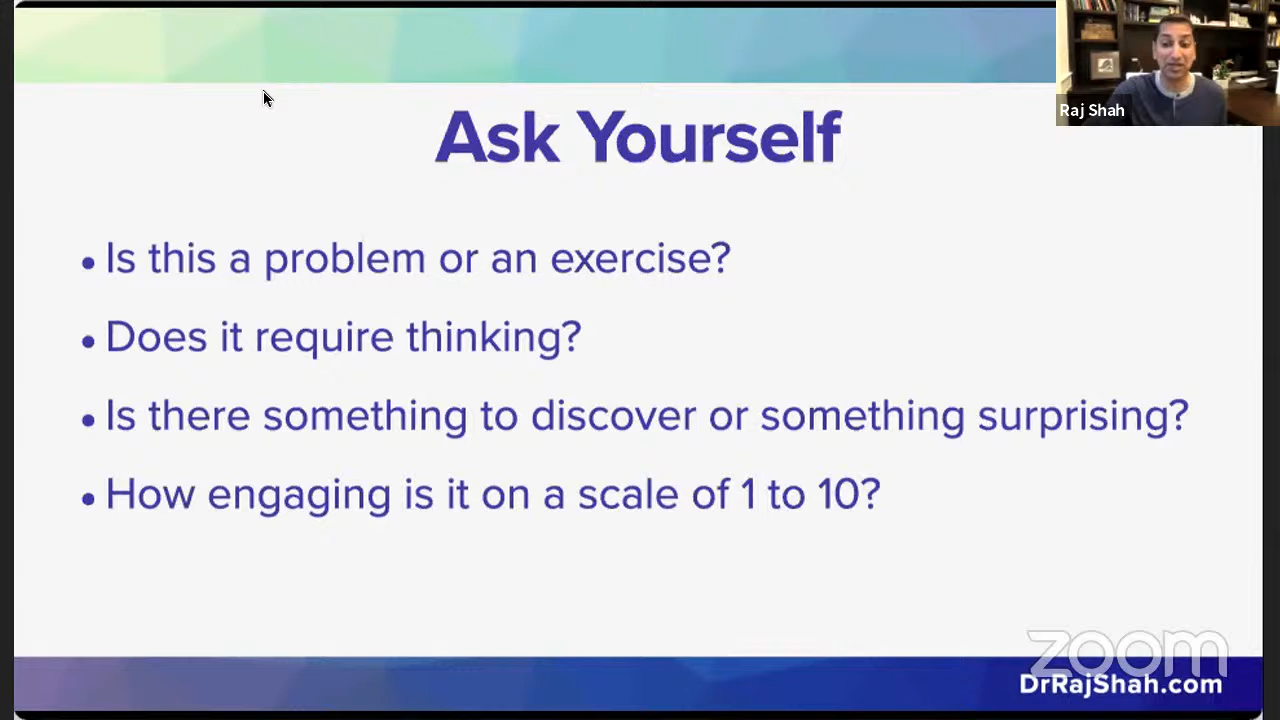 Raj Shah
Ask Yourself
• Is this a problem or an exercise?
• Does it require thinking?
• Is there something to discover or something surprising?
• How engaging is it on a scale of 1 to 10?
zoom
DrRajShah.com